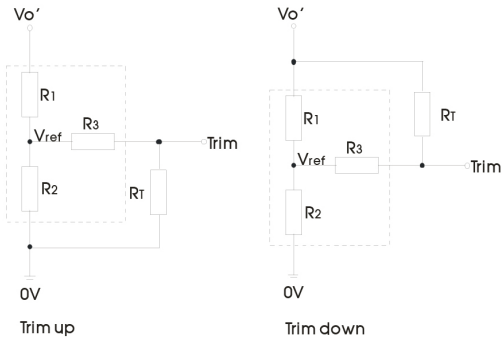 Vo'
R1
R3
Vref
Trim
R2
RT
0V
Trim up
Vo'
R1
RT
Vref
R3
Trim
R2
0V
Trim down